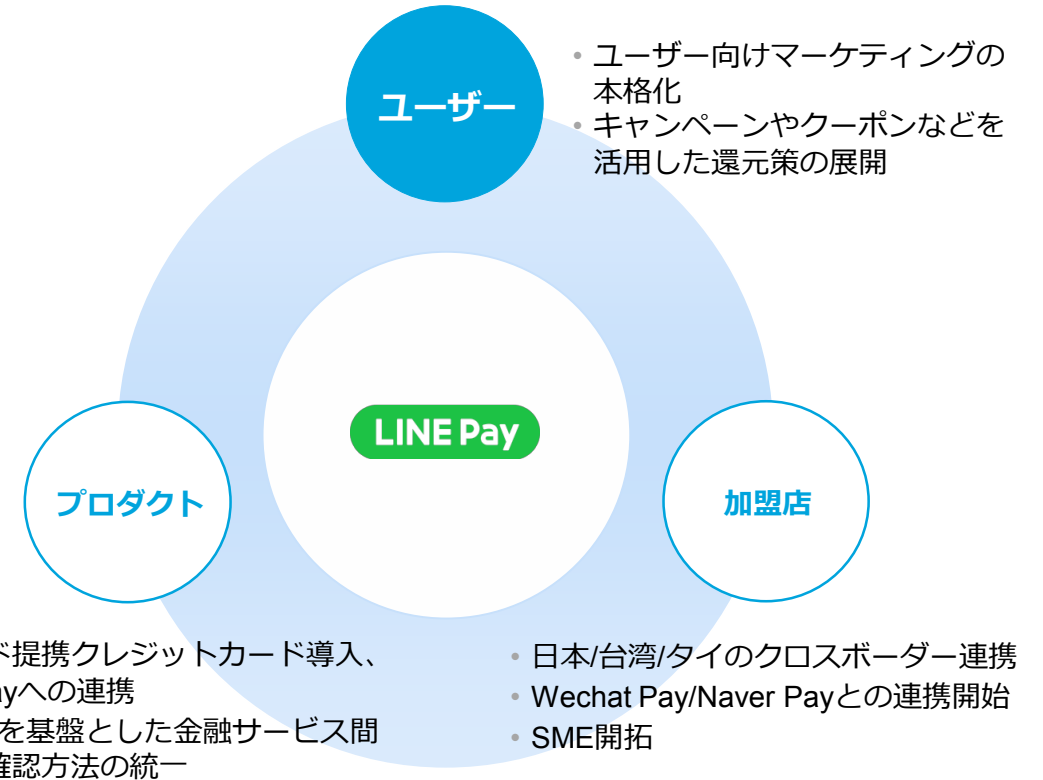 ユーザー
• ユーザー向けマーケティングの
本格化
• キャンペーンやクーポンなどを
活用した還元策の展開
LINE Pay
プロダクト
加盟店
提携クレジットカード導入、
ayへの連携
を基盤とした金融サービス間
確認方法の統一
• 日本/台湾/タイのクロスボーダー連携
• Wechat Pay/Naver Payとの連携開始
• SME開拓